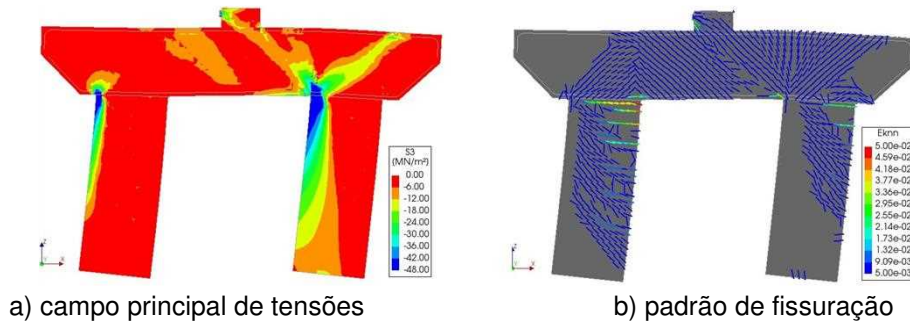 S3
(MN/m²)
0.00
-6.00
-12.00
-18.00
-24.00
-30.00
-36.00
-42.00
-48.00
Z
Y
X
Eknn
5.00e-02
4.59e-02
4.18e-02
3.77e-02
3.36e-02
2.95e-02
2.55e-02
2.14e-02
1.73e-02
1.32e-02
9.09e-03
5.00e-03
Z
Y
X
a) campo principal de tensões
b) padrão de fissuração